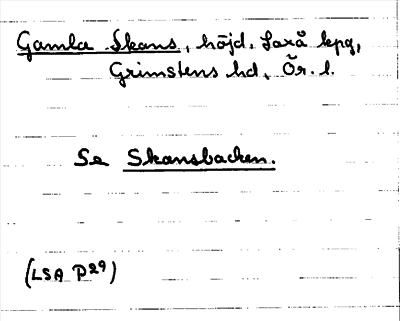 Gamla Skans, höjd. Laxå kpg,
Grimstens hd, Ör. l.
Se Skansbacken.
(LSA P29)